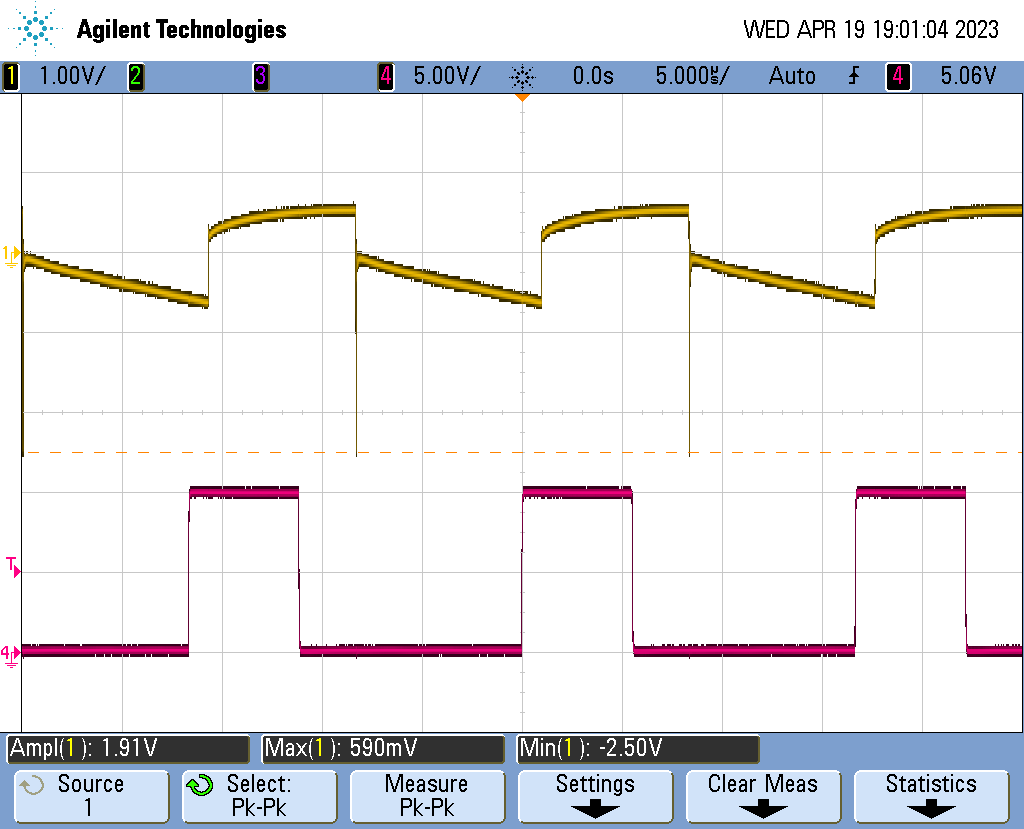 Agilent Technologies
WED APR 19 19:01:04 2023
1 1.00V/ 2 3 4 5.00V/ 0.0s 5.000µs/ Auto 4 5.06V
1
T
4
Ampl(1): 1.91V Max(1): 590mV Min(1): -2.50V
Source Select: Measure Settings Clear Meas Statistics
1 Pk-Pk Pk-Pk